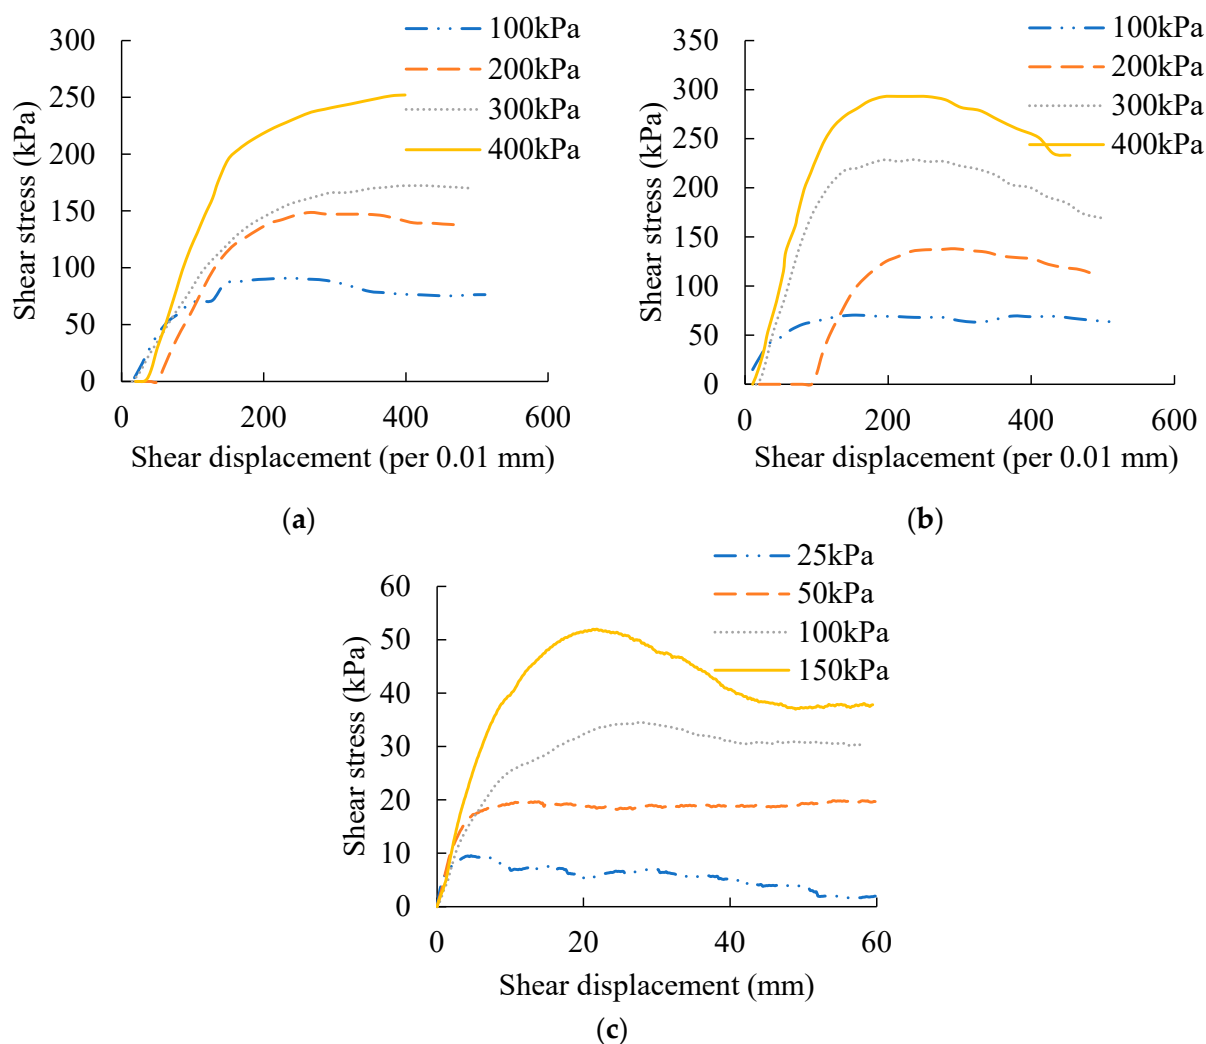 300
250
200
150
100
50
0
0 200 400 600
Shear stress (kPa)
Shear displacement (per 0.01 mm)
100kPa
200kPa
300kPa
400kPa
(a)
350
300
250
200
150
100
50
0
0 200 400 600
Shear stress (kPa)
Shear displacement (per 0.01 mm)
100kPa
200kPa
300kPa
400kPa
(b)
60
50
40
30
20
10
0
0 20 40 60
Shear stress (kPa)
Shear displacement (mm)
25kPa
50kPa
100kPa
150kPa
(c)